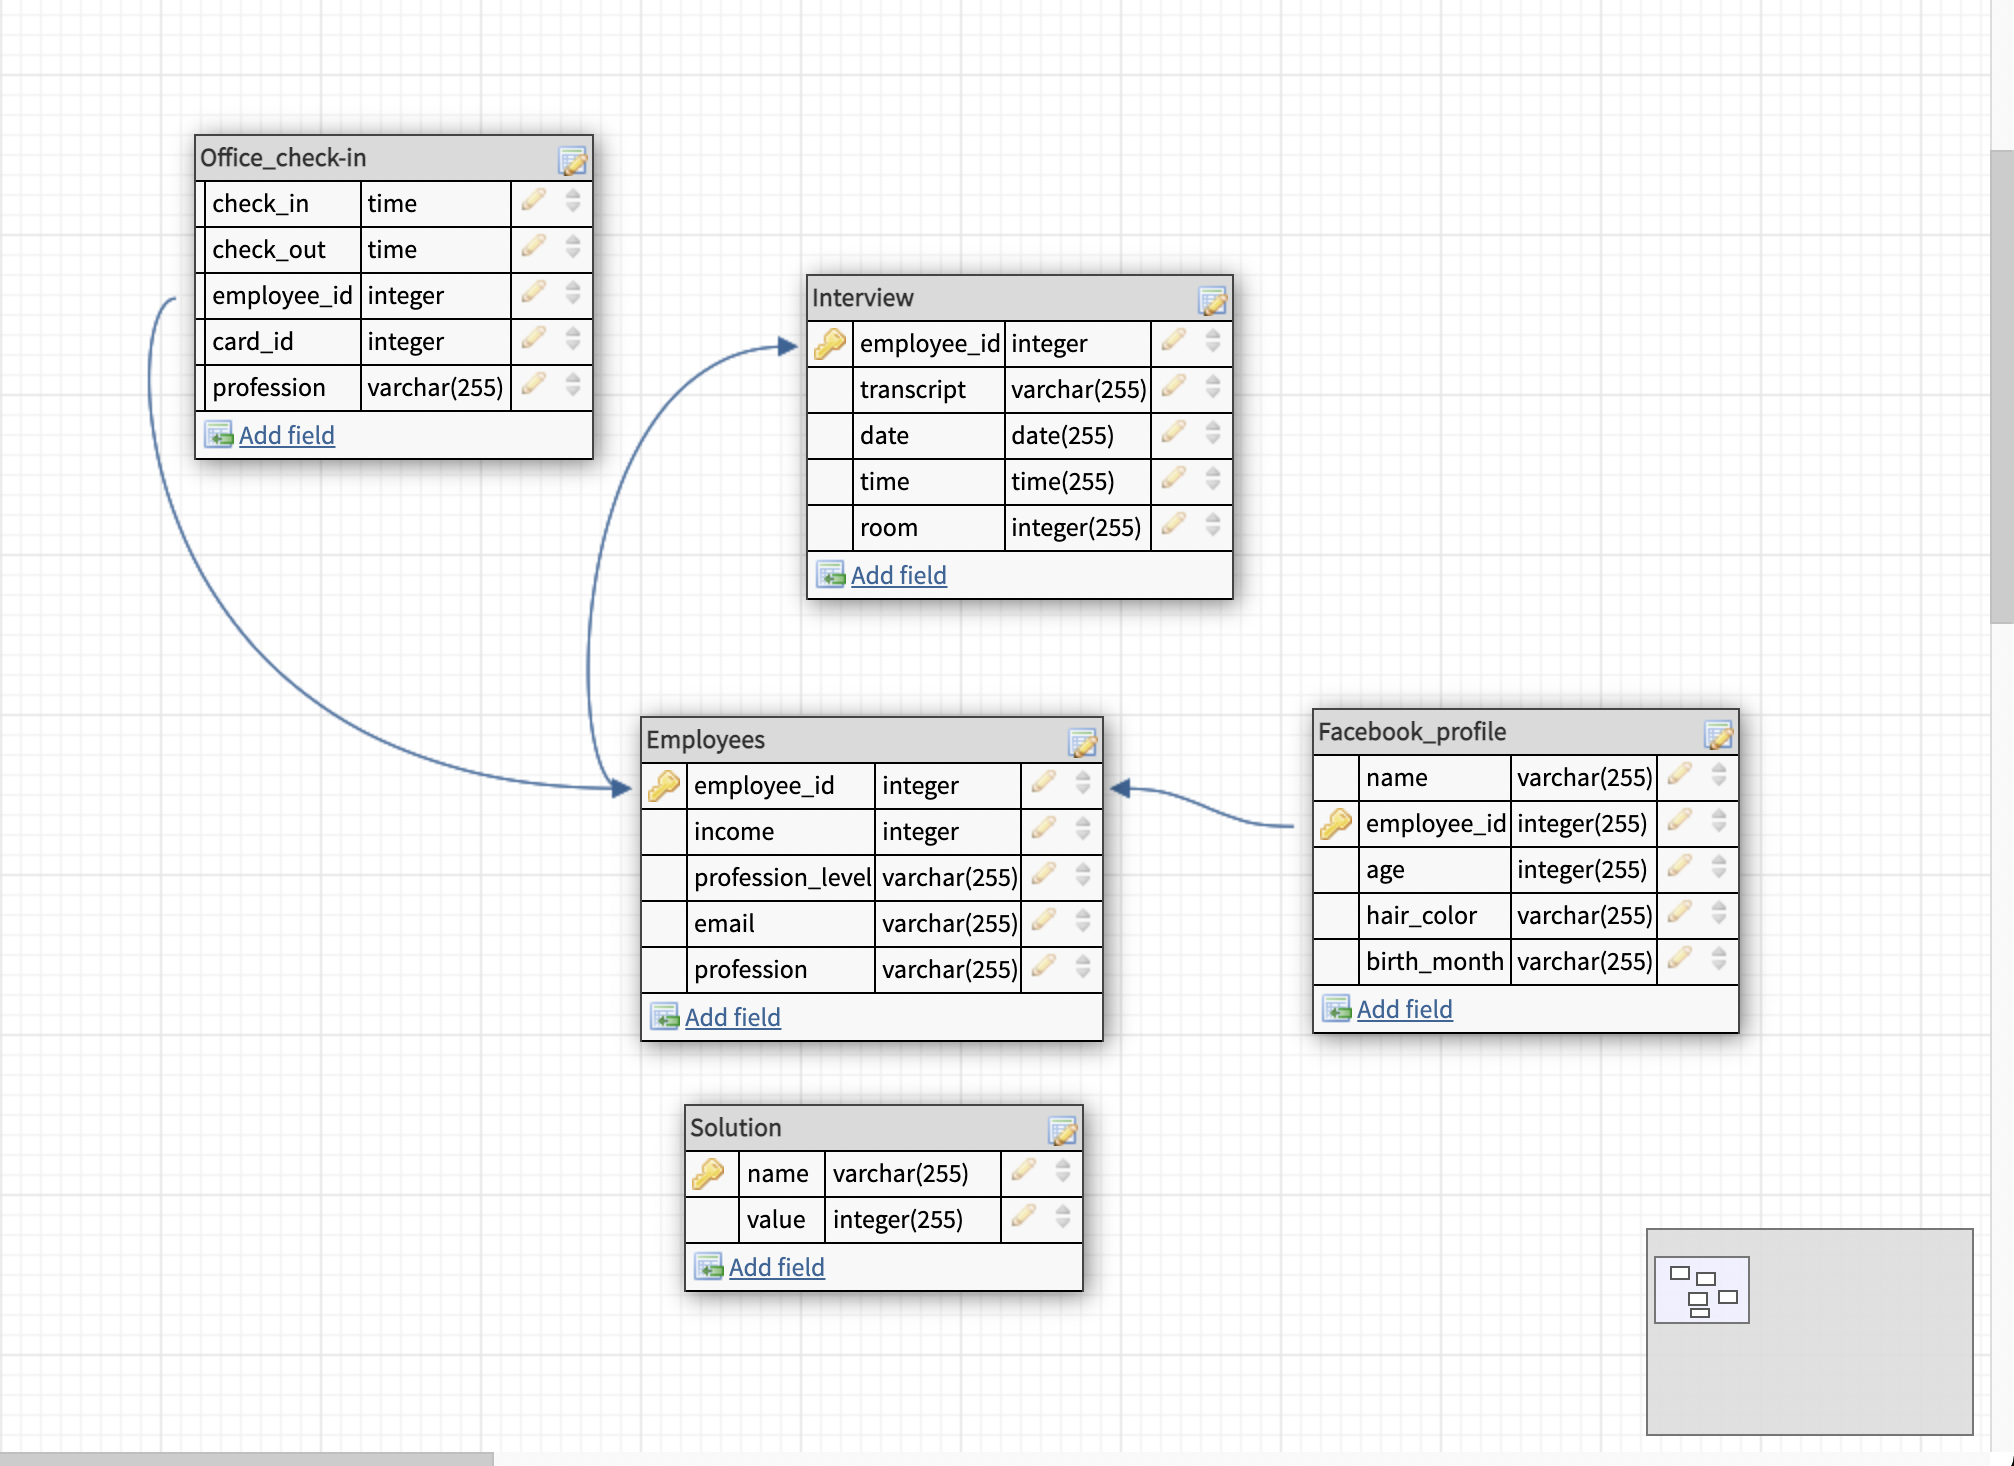 Office_check-in
check_in time
check_out time
employee_id integer
card_id integer
profession varchar(255)
Add field
Interview
employee_id integer
transcript varchar(255)
date date(255)
time time(255)
room integer(255)
Add field
Employees
employee_id integer
income integer
profession_level varchar(255)
email varchar(255)
profession varchar(255)
Add field
Facebook_profile
name varchar(255)
employee_id integer(255)
age integer(255)
hair_color varchar(255)
birth_month varchar(255)
Add field
Solution
name varchar(255)
value integer(255)
Add field